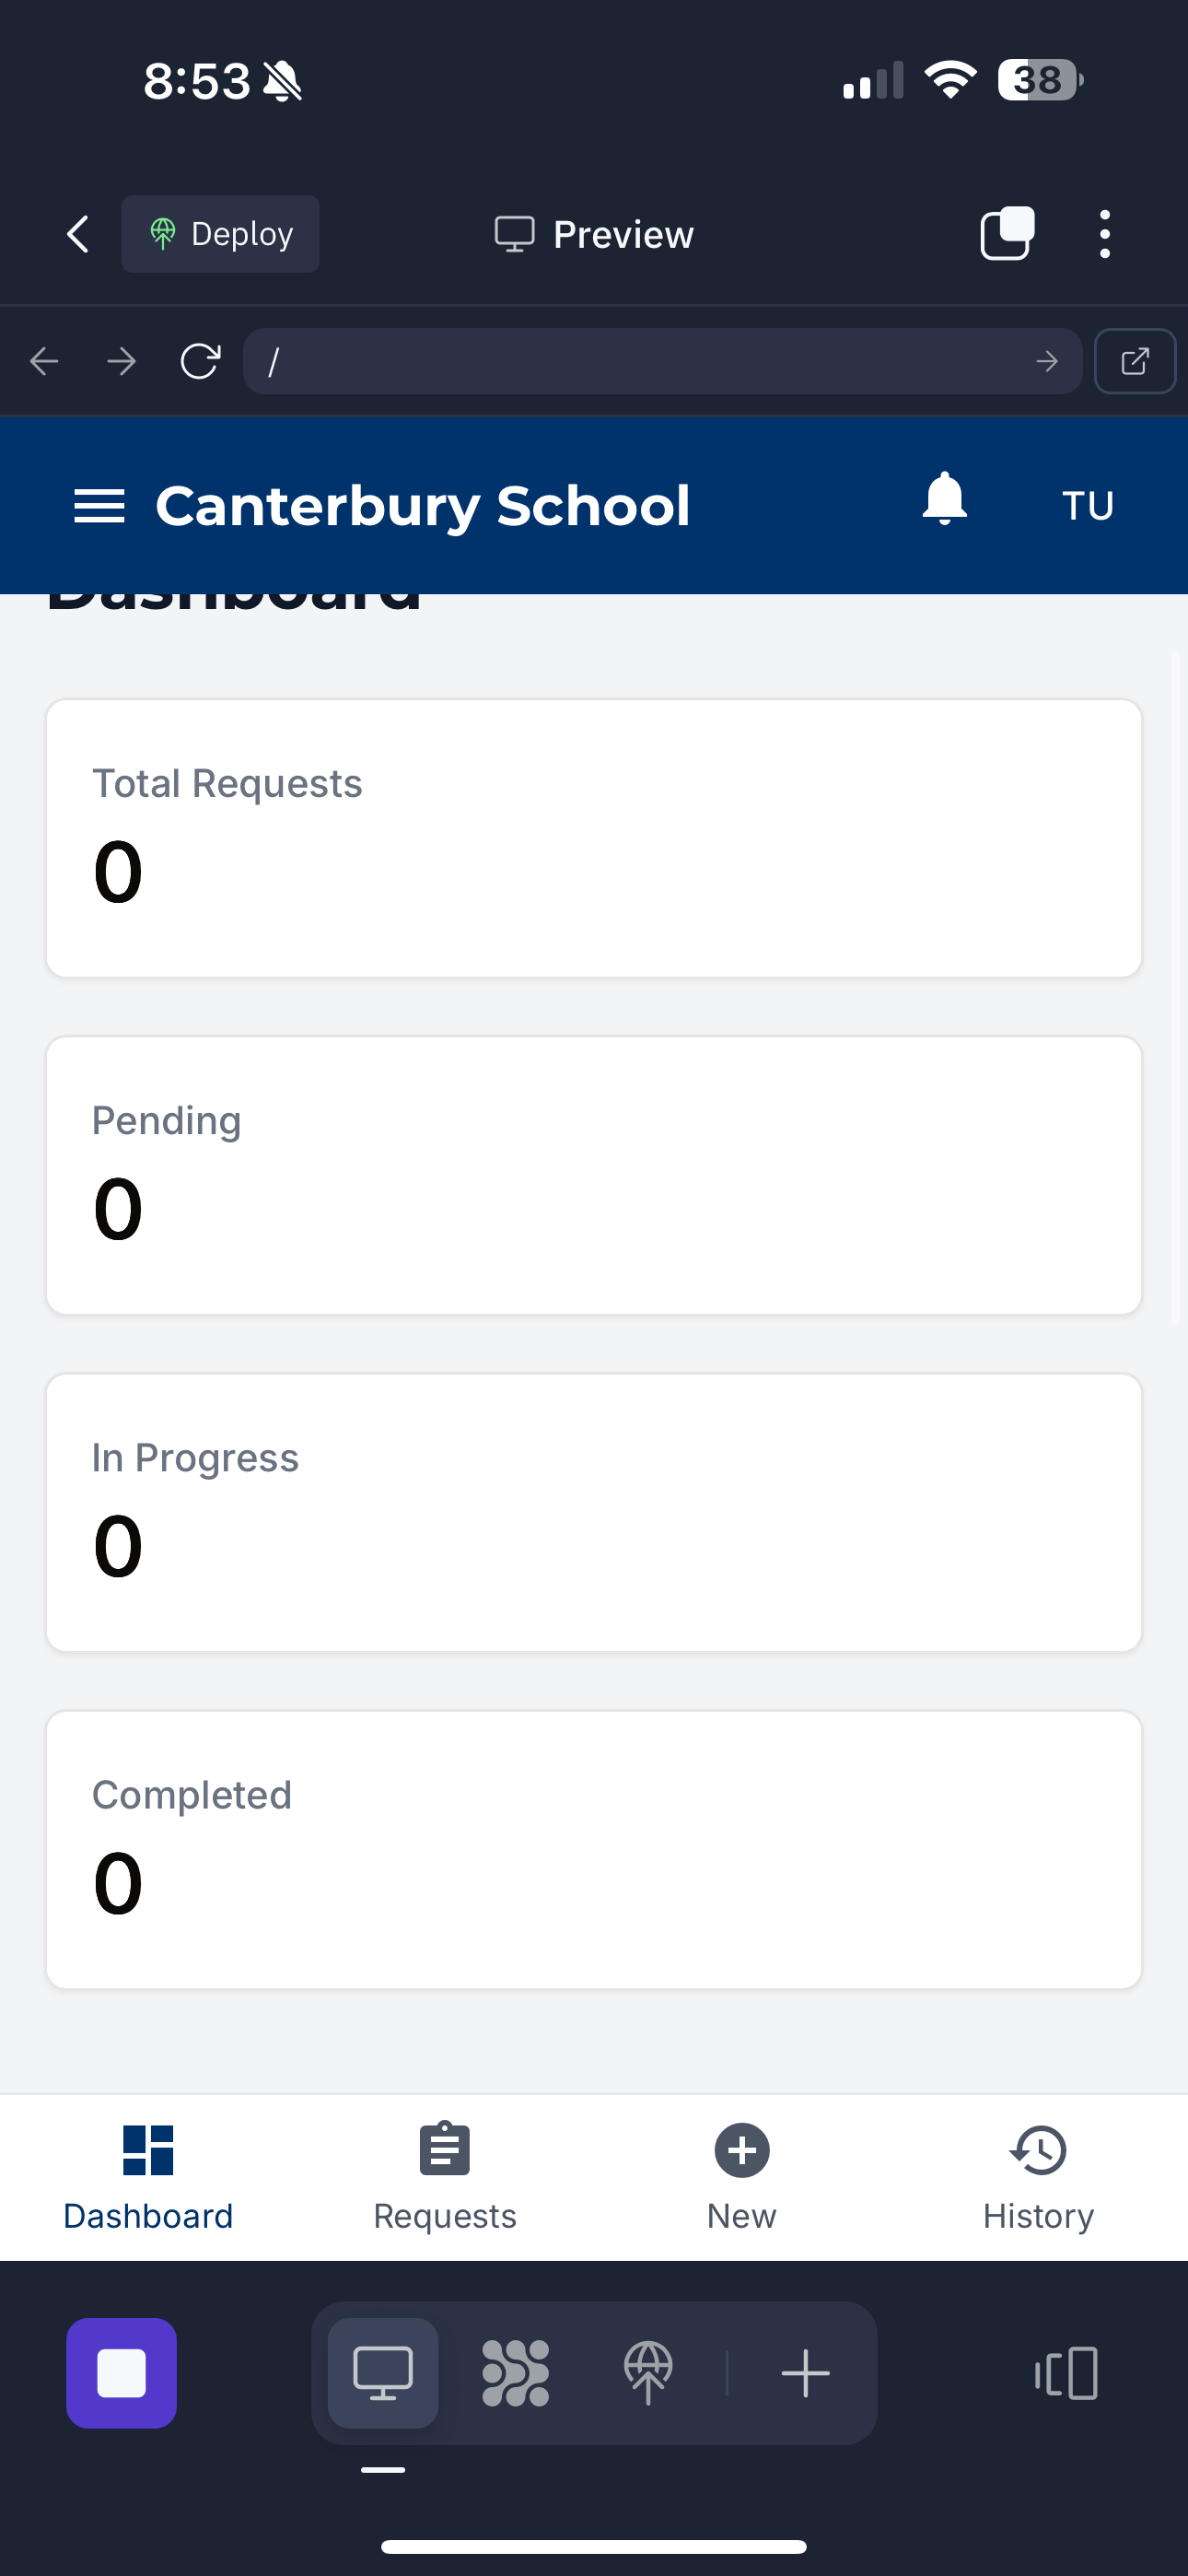 8:53
38
Deploy
Preview
/
Canterbury School
TU
Dashboard
Total Requests
0
Pending
0
In Progress
0
Completed
0
Dashboard
Requests
New
History